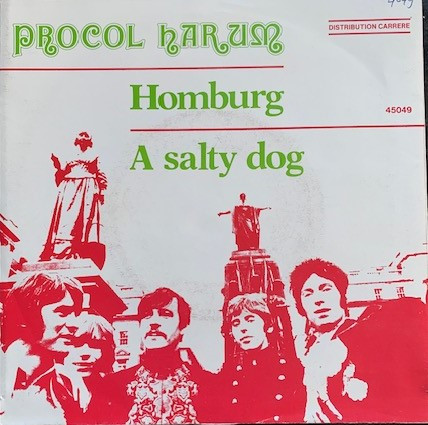 PROCOL HARUM
DISTRIBUTION CARRERE
Homburg
45049
A salty dog